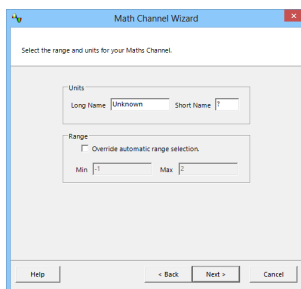 Math Channel Wizard
Select the range and units for your Maths Channel.
Units
Long Name Unknown Short Name ?
Range
Override automatic range selection.
Min -1 Max 2
Help < Back Next > Cancel